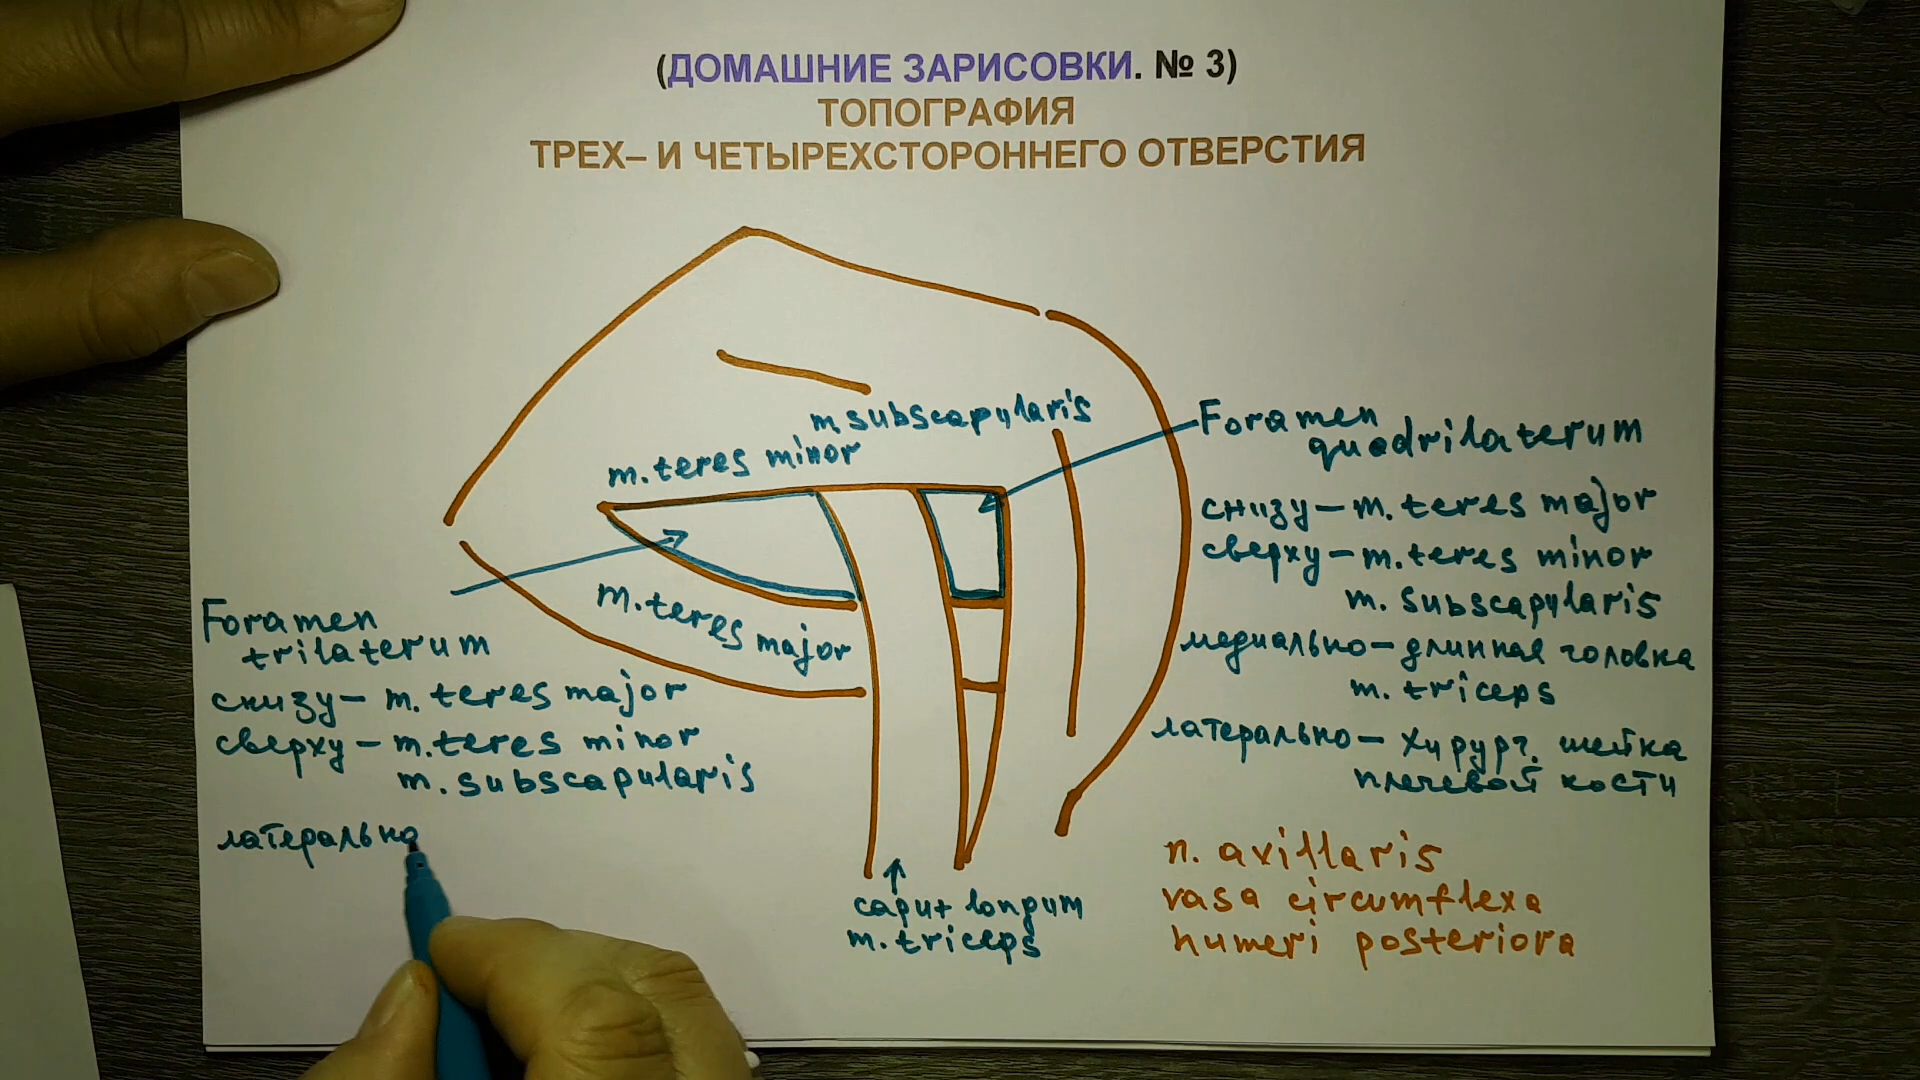 (ДОМАШНИЕ ЗАРИСОВКИ. № 3)
ТОПОГРАФИЯ
ТРЕХ– И ЧЕТЫРЕХСТОРОННЕГО ОТВЕРСТИЯ
m subscapularis
m. teres minor
m. teres major
Foramen
trilaterum
снизу – m. teres major
сверху – m. teres minor
m. subscapularis
латерально
caput longum
m. triceps
Foramen
quadrilaterum
снизу – m. teres major
сверху – m. teres minor
m. subscapularis
медиально – длинная головка
m. triceps
латерально – хирург. шейка
плечевой кости
n. axillaris
vasa circumflexa
humeri posteriora